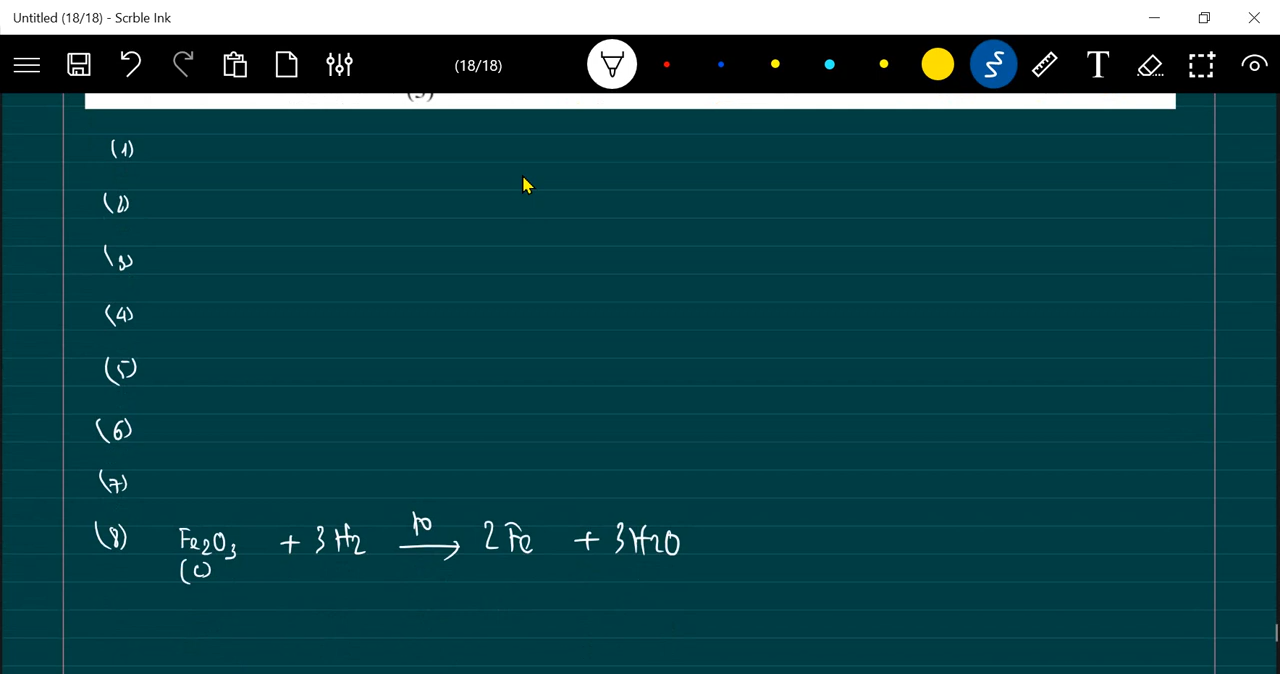 Untitled (18/18) - Scrble Ink
(18/18)
T
(1)
(2)
(3)
(4)
(5)
(6)
(7)
(8) Fe₂O₃ + 3H₂ →(t⁰) 2Fe + 3H2O
(C)